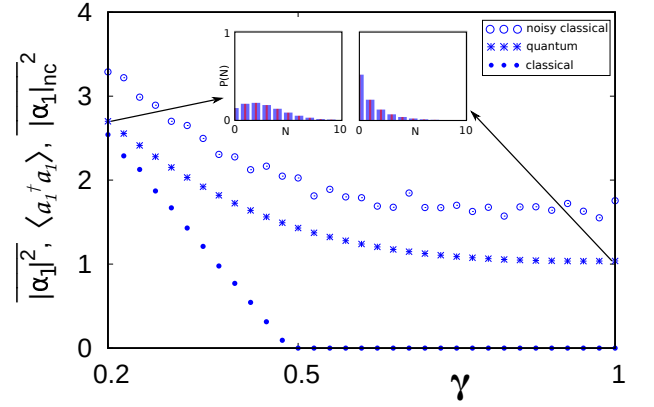 4
3
2
1
0
0.2
0.5
1
γ
|α₁|², ⟨a₁†a₁⟩, |α₁|nc²
noisy classical
quantum
classical
1
0
P(N)
0
N
10
0
N
10